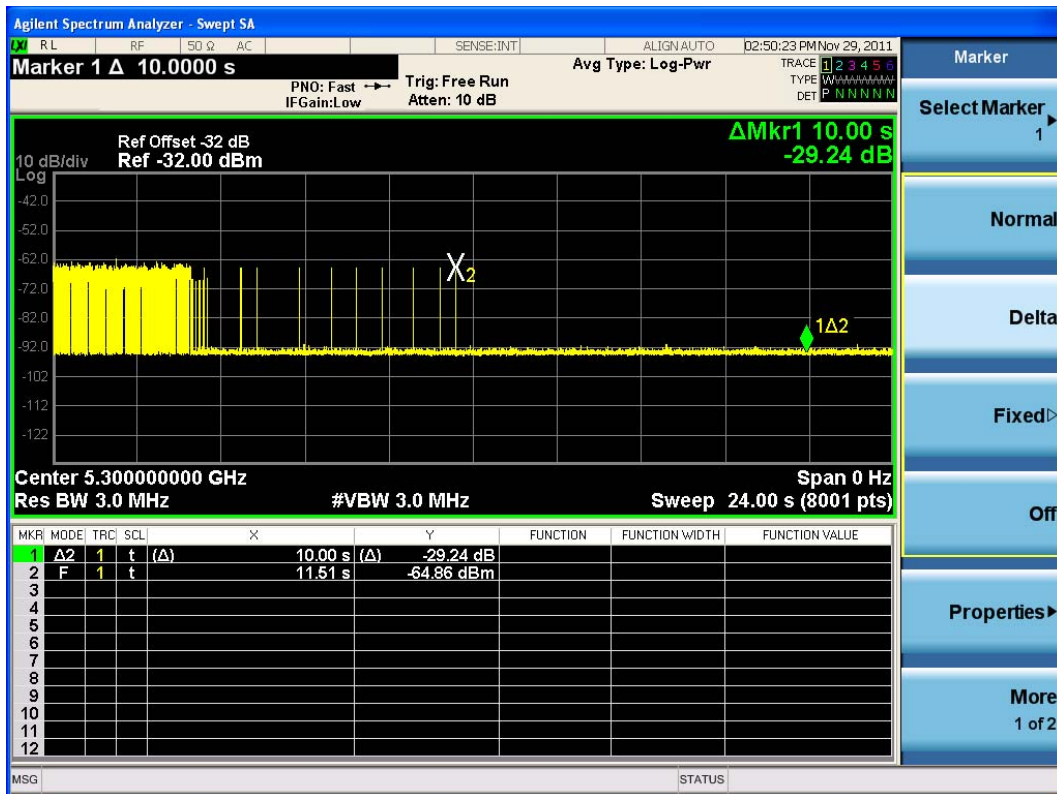 Agilent Spectrum Analyzer - Swept SA
LXI RL RF 50 Ω AC SENSE:INT ALIGN AUTO 02:50:23 PM Nov 29, 2011
Marker 1 Δ 10.0000 s
PNO: Fast
IFGain:Low
Trig: Free Run
Atten: 10 dB
Avg Type: Log-Pwr
TRACE 1 2 3 4 5 6
TYPE W
DET P N N N N N
ΔMkr1 10.00 s
-29.24 dB
Ref Offset -32 dB
10 dB/div Ref -32.00 dBm
Log
-42.0
-52.0
-62.0
-72.0
-82.0
-92.0
-102
-112
-122
X2
1Δ2
Center 5.300000000 GHz Span 0 Hz
Res BW 3.0 MHz #VBW 3.0 MHz Sweep 24.00 s (8001 pts)
MKR MODE TRC SCL X Y FUNCTION FUNCTION WIDTH FUNCTION VALUE
1 Δ2 1 t (Δ) 10.00 s (Δ) -29.24 dB
2 F 1 t 11.51 s -64.86 dBm
3
4
5
6
7
8
9
10
11
12
MSG STATUS
Marker
Select Marker
1
Normal
Delta
Fixed
Off
Properties
More
1 of 2